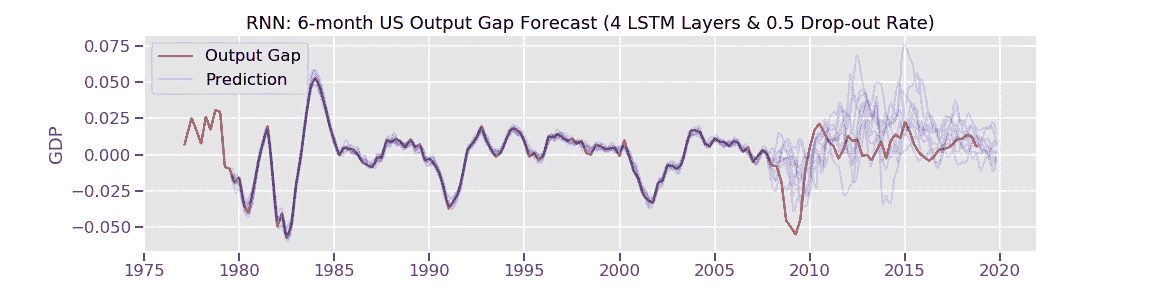 RNN: 6-month US Output Gap Forecast (4 LSTM Layers & 0.5 Drop-out Rate)
Output Gap
Prediction
GDP
0.075
0.050
0.025
0.000
−0.025
−0.050
1975 1980 1985 1990 1995 2000 2005 2010 2015 2020